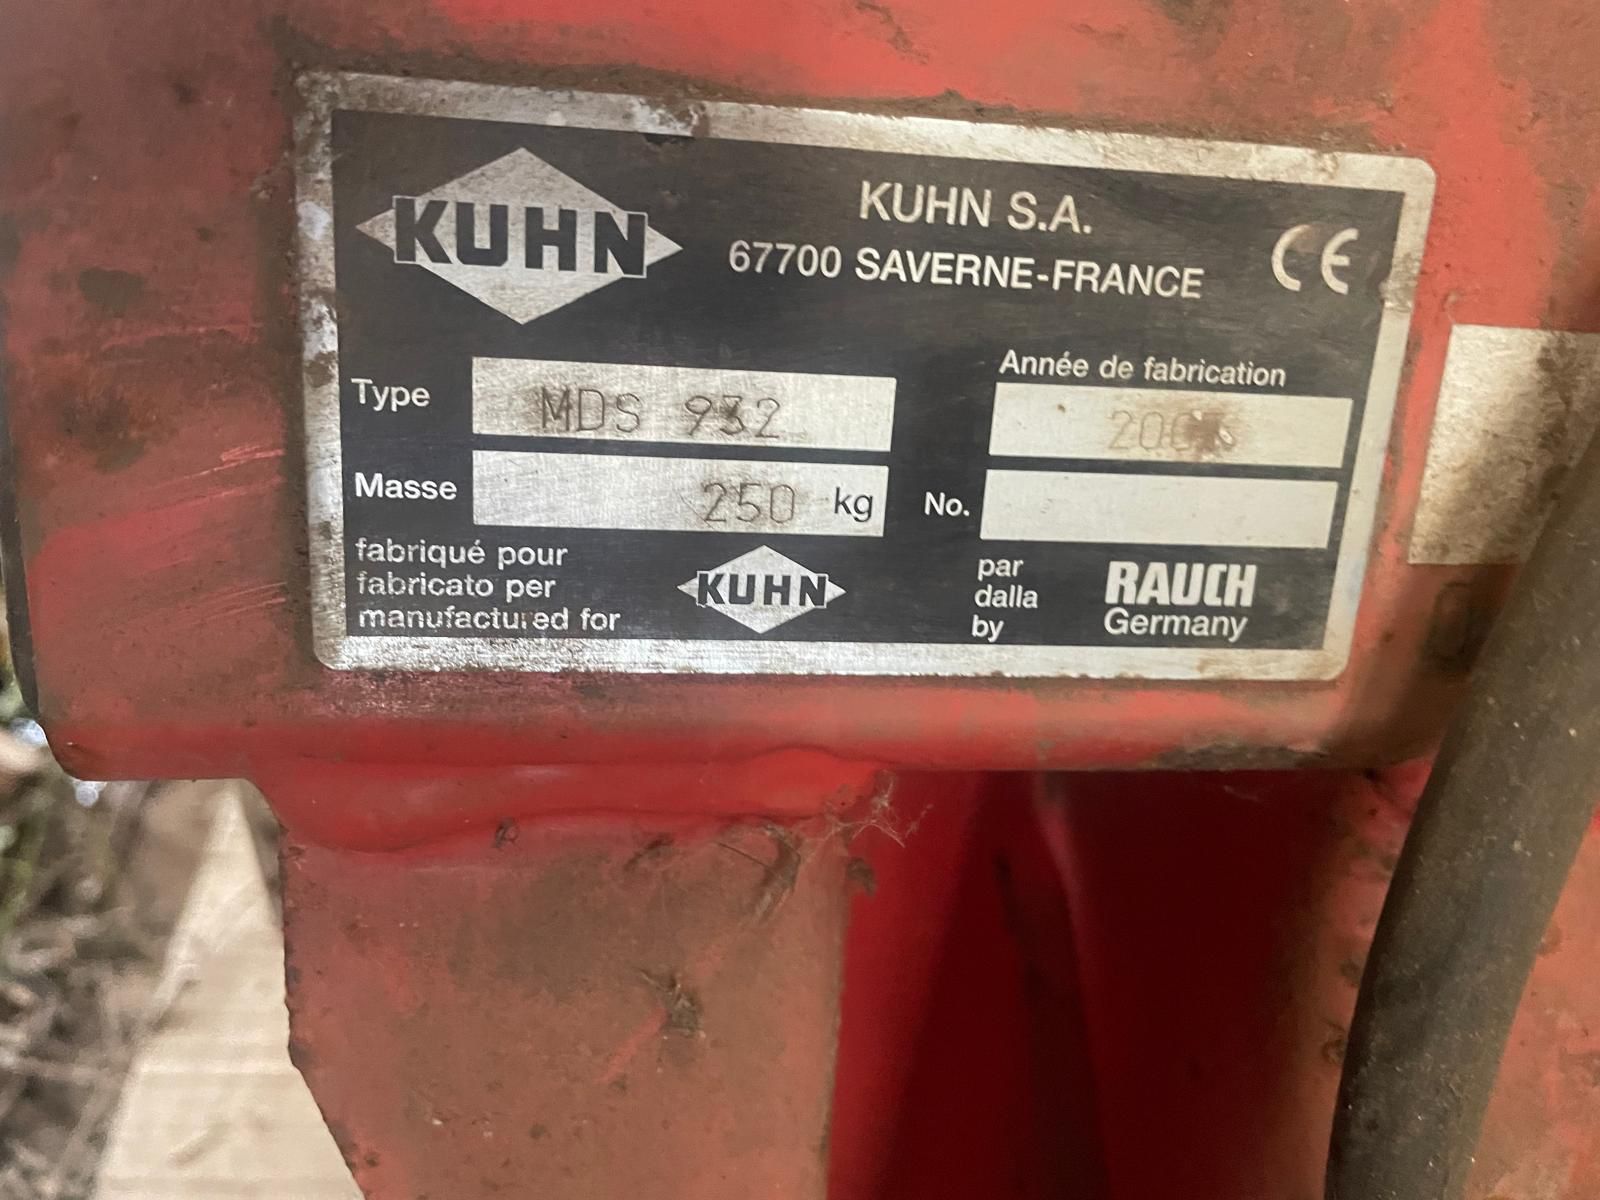 KUHN
KUHN S.A.
67700 SAVERNE-FRANCE
CE
Type
MDS 932
Année de fabrication
Masse
250 kg
No.
fabriqué pour
fabricato per
manufactured for
KUHN
par
dalla
by
RAUCH
Germany